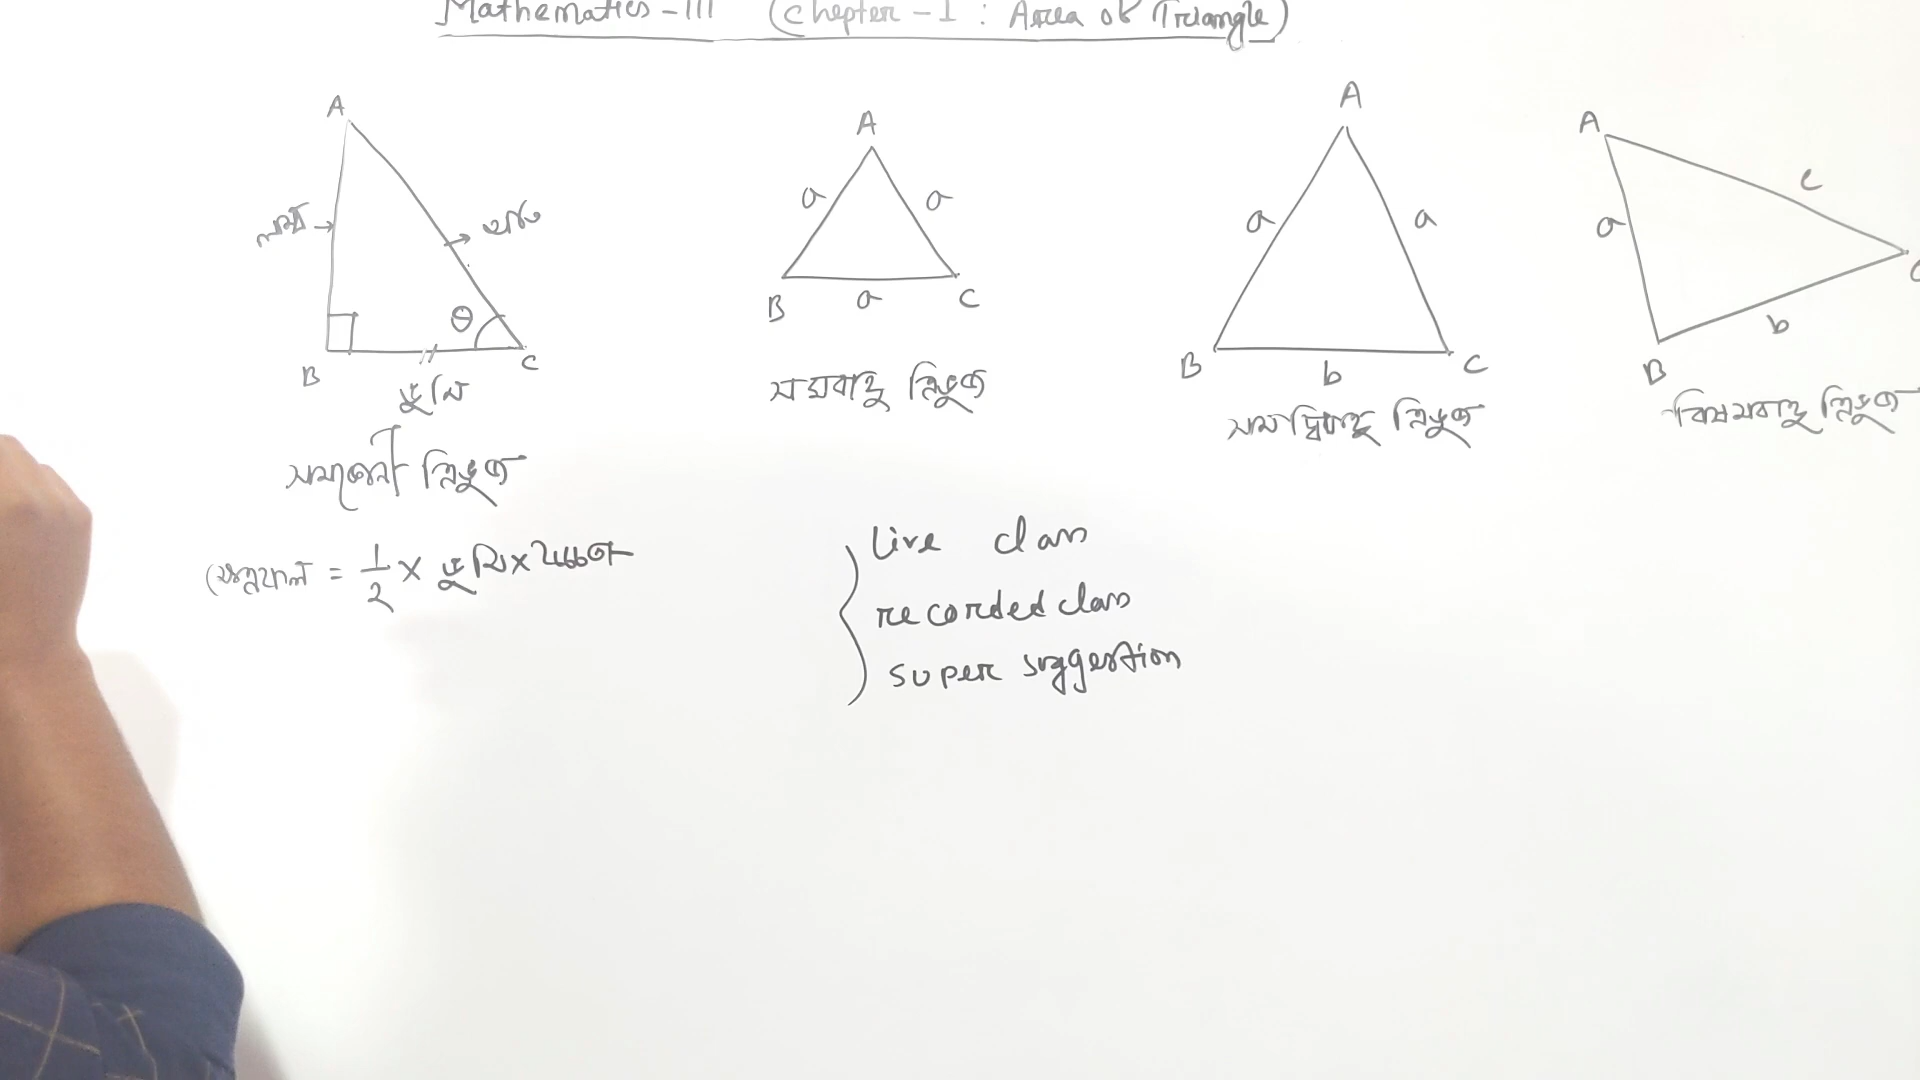 Mathematics-III (Chepter-1: Area of Triangle)
A
লম্ব
অতি
θ
B
C
ভূমি
সমকোণী ত্রিভুজ
A
a
a
B
a
C
সমবাহু ত্রিভুজ
A
a
a
B
b
C
সমদ্বিবাহু ত্রিভুজ
A
c
a
C
b
B
বিষমবাহু ত্রিভুজ
ক্ষেত্রফল = 1/2 × ভূমি × উচ্চতা
Live class
recorded class
super suggestion